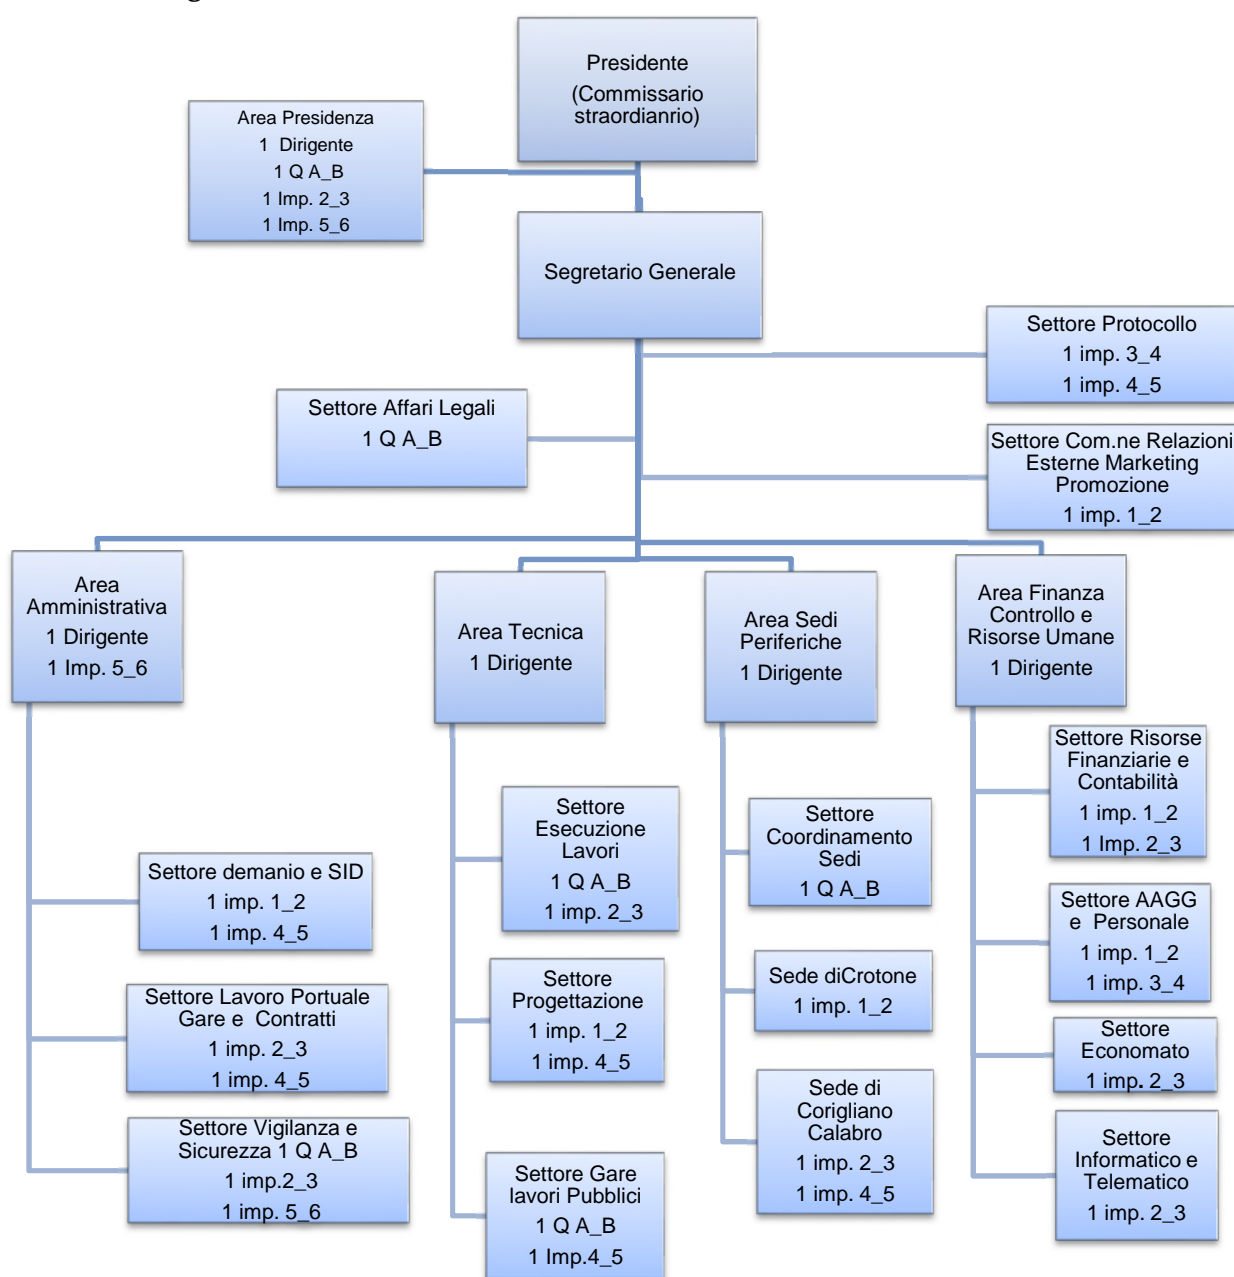 Presidente
(Commissario
straordianrio)
Area Presidenza
1 Dirigente
1 Q A_B
1 Imp. 2_3
1 Imp. 5_6
Segretario Generale
Settore Protocollo
1 imp. 3_4
1 imp. 4_5
Settore Affari Legali
1 Q A_B
Settore Com.ne Relazioni
Esterne Marketing
Promozione
1 imp. 1_2
Area
Amministrativa
1 Dirigente
1 Imp. 5_6
Area Tecnica
1 Dirigente
Area Sedi
Periferiche
1 Dirigente
Area Finanza
Controllo e
Risorse Umane
1 Dirigente
Settore demanio e SID
1 imp. 1_2
1 imp. 4_5
Settore Lavoro Portuale
Gare e Contratti
1 imp. 2_3
1 imp. 4_5
Settore Vigilanza e
Sicurezza 1 Q A_B
1 imp.2_3
1 imp. 5_6
Settore
Esecuzione
Lavori
1 Q A_B
1 imp. 2_3
Settore
Progettazione
1 imp. 1_2
1 imp. 4_5
Settore Gare
lavori Pubblici
1 Q A_B
1 Imp.4_5
Settore
Coordinamento
Sedi
1 Q A_B
Sede diCrotone
1 imp. 1_2
Sede di
Corigliano
Calabro
1 imp. 2_3
1 imp. 4_5
Settore Risorse
Finanziarie e
Contabilità
1 imp. 1_2
1 Imp. 2_3
Settore AAGG
e Personale
1 imp. 1_2
1 imp. 3_4
Settore
Economato
1 imp. 2_3
Settore
Informatico e
Telematico
1 imp. 2_3